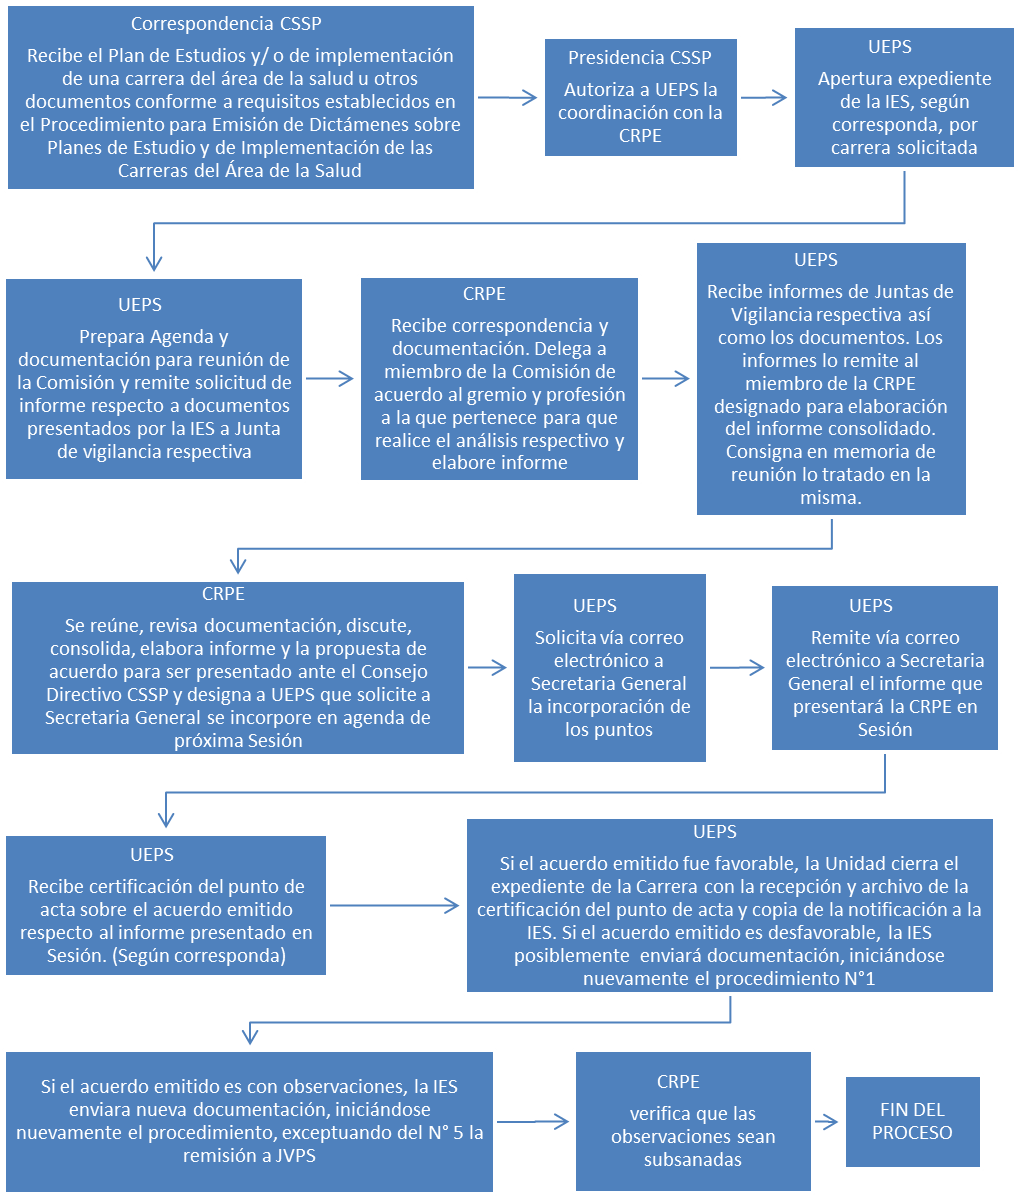 Correspondencia CSSP
Recibe el Plan de Estudios y/ o de implementación
de una carrera del área de la salud u otros
documentos conforme a requisitos establecidos en
el Procedimiento para Emisión de Dictámenes sobre
Planes de Estudio y de Implementación de las
Carreras del Área de la Salud
Presidencia CSSP
Autoriza a UEPS la
coordinación con la
CRPE
UEPS
Apertura expediente
de la IES, según
corresponda, por
carrera solicitada
UEPS
Prepara Agenda y
documentación para reunión de
la Comisión y remite solicitud de
informe respecto a documentos
presentados por la IES a Junta
de vigilancia respectiva
CRPE
Recibe correspondencia y
documentación. Delega a
miembro de la Comisión de
acuerdo al gremio y profesión
a la que pertenece para que
realice el análisis respectivo y
elabore informe
UEPS
Recibe informes de Juntas de
Vigilancia respectiva así
como los documentos. Los
informes lo remite al
miembro de la CRPE
designado para elaboración
del informe consolidado.
Consigna en memoria de
reunión lo tratado en la
misma.
CRPE
Se reúne, revisa documentación, discute,
consolida, elabora informe y la propuesta de
acuerdo para ser presentado ante el Consejo
Directivo CSSP y designa a UEPS que solicite a
Secretaria General se incorpore en agenda de
próxima Sesión
UEPS
Solicita vía correo
electrónico a
Secretaria General
la incorporación de
los puntos
UEPS
Remite vía correo
electrónico a Secretaria
General el informe que
presentará la CRPE en
Sesión
UEPS
Recibe certificación del punto de
acta sobre el acuerdo emitido
respecto al informe presentado en
Sesión. (Según corresponda)
UEPS
Si el acuerdo emitido fue favorable, la Unidad cierra el
expediente de la Carrera con la recepción y archivo de la
certificación del punto de acta y copia de la notificación a la
IES. Si el acuerdo emitido es desfavorable, la IES
posiblemente enviará documentación, iniciándose
nuevamente el procedimiento N°1
Si el acuerdo emitido es con observaciones, la IES
enviara nueva documentación, iniciándose
nuevamente el procedimiento, exceptuando del N° 5 la
remisión a JVPS
CRPE
verifica que las
observaciones sean
subsanadas
FIN DEL
PROCESO